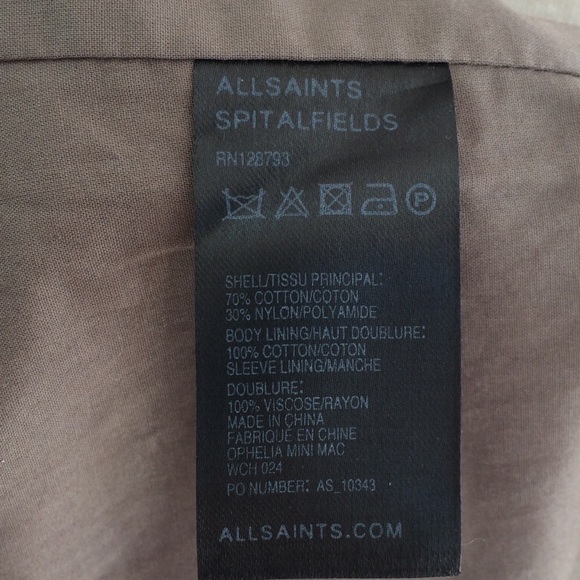 ALLSAINTS
SPITALFIELDS
RN128793
P
SHELL/TISSU PRINCIPAL:
70% COTTON/COTON
30% NYLON/POLYAMIDE
BODY LINING/HAUT DOUBLURE:
100% COTTON/COTON
SLEEVE LINING/MANCHE
DOUBLURE:
100% VISCOSE/RAYON
MADE IN CHINA
FABRIQUÉ EN CHINE
OPHELIA MINI MAC
WCH 024
PO NUMBER: AS_10343
ALLSAINTS.COM